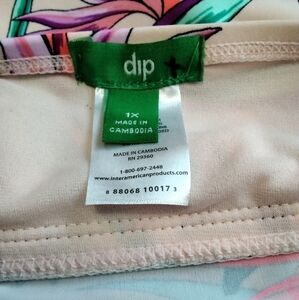 dip
1X
MADE IN
CAMBODIA
MADE IN CAMBODIA
RN 29360
1-800-697-2448
www.interamericanproducts.com
8 88068 10017 3